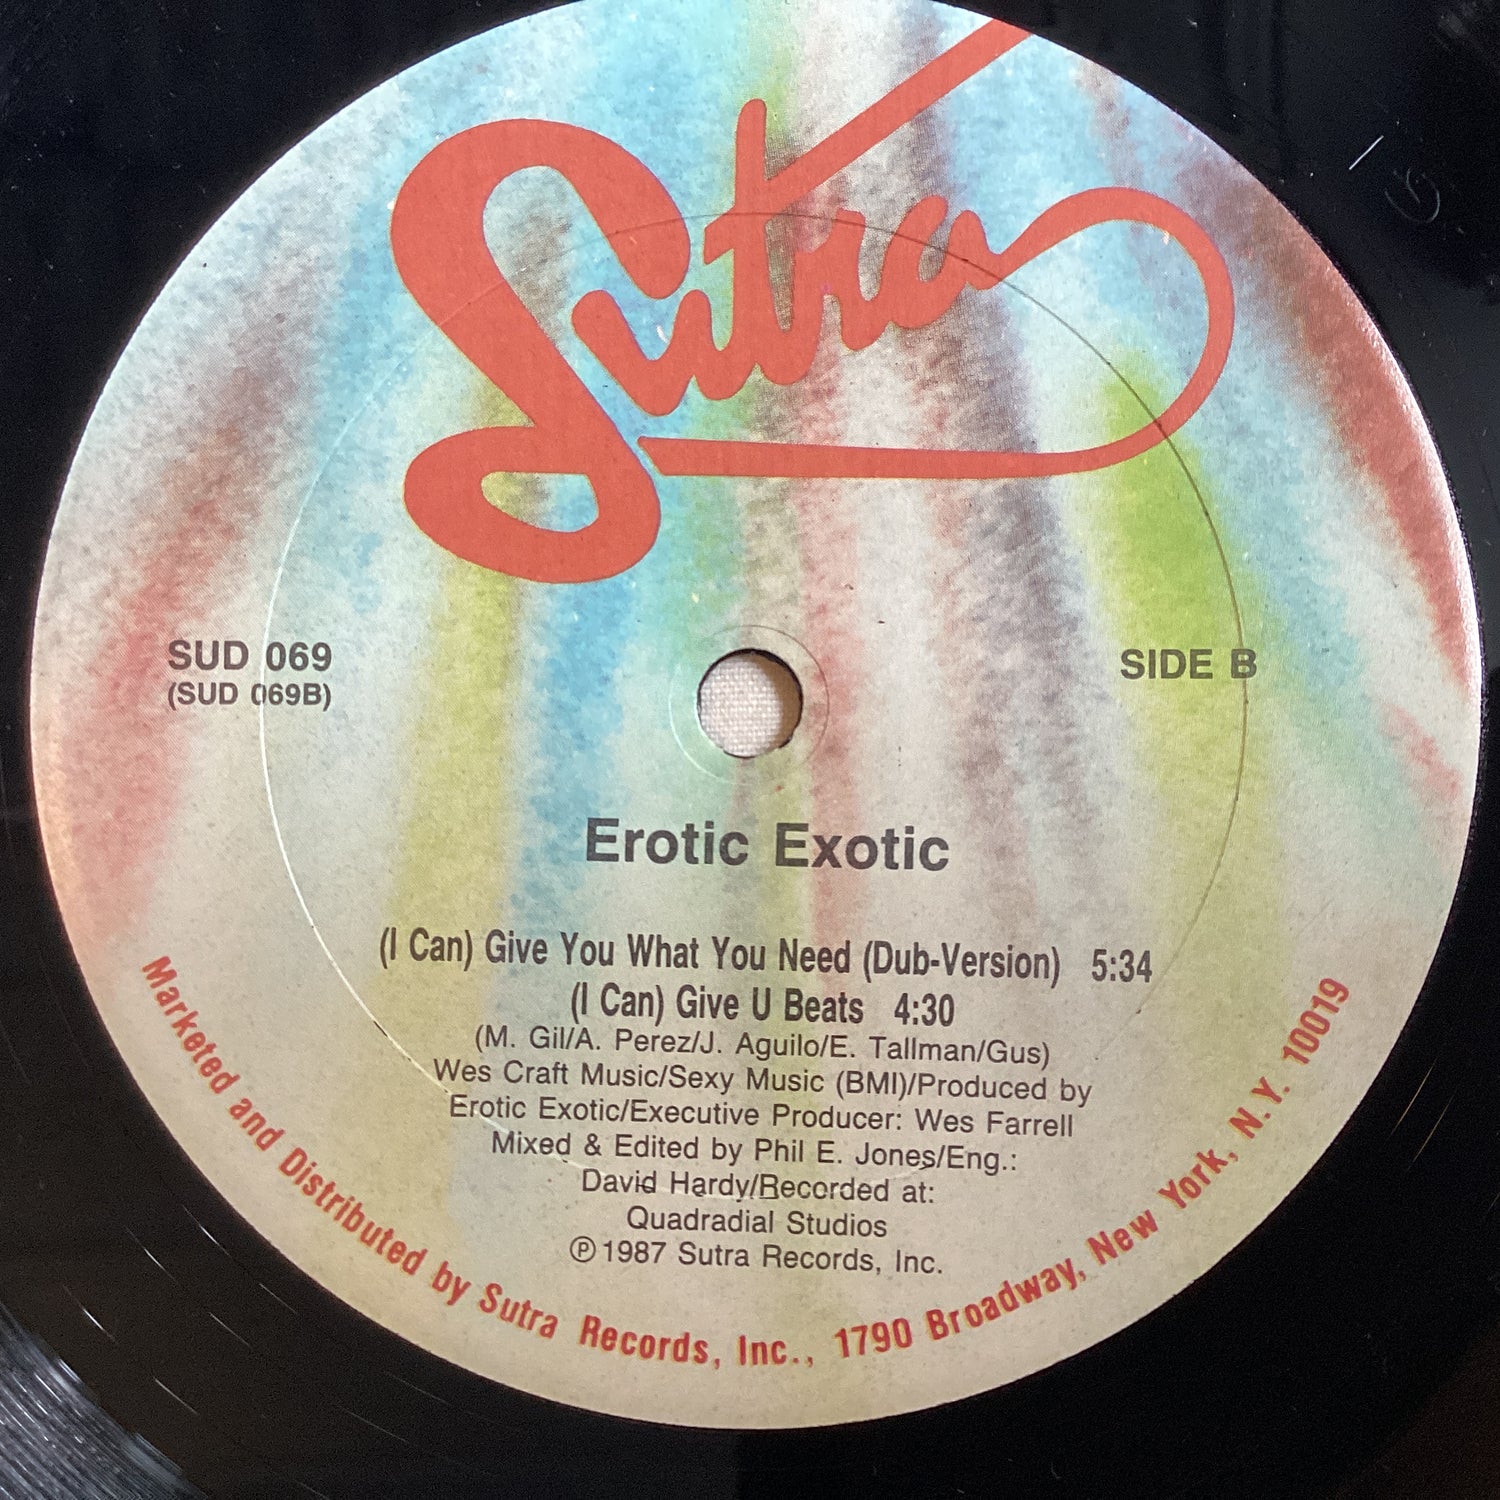 Sutra
SUD 069
(SUD 069B)
SIDE B
Erotic Exotic
(I Can) Give You What You Need (Dub-Version) 5:34
(I Can) Give U Beats 4:30
(M. Gil/A. Perez/J. Aguilo/E. Tallman/Gus)
Wes Craft Music/Sexy Music (BMI)/Produced by
Erotic Exotic/Executive Producer: Wes Farrell
Mixed & Edited by Phil E. Jones/Eng.:
David Hardy/Recorded at:
Quadradial Studios
℗1987 Sutra Records, Inc.
Marketed and Distributed by Sutra Records, Inc., 1790 Broadway, New York, N.Y. 10019